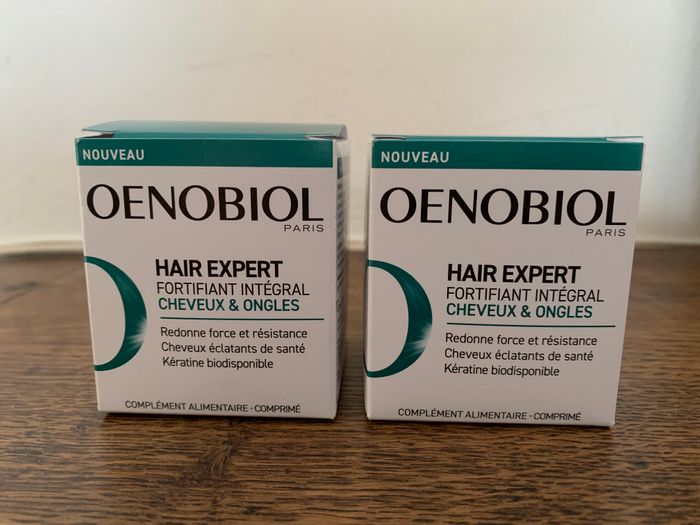 NOUVEAU
OENOBIOL
PARIS
HAIR EXPERT
FORTIFIANT INTÉGRAL
CHEVEUX & ONGLES
Redonne force et résistance
Cheveux éclatants de santé
Kératine biodisponible
COMPLÉMENT ALIMENTAIRE - COMPRIMÉ
NOUVEAU
OENOBIOL
PARIS
HAIR EXPERT
FORTIFIANT INTÉGRAL
CHEVEUX & ONGLES
Redonne force et résistance
Cheveux éclatants de santé
Kératine biodisponible
COMPLÉMENT ALIMENTAIRE - COMPRIMÉ